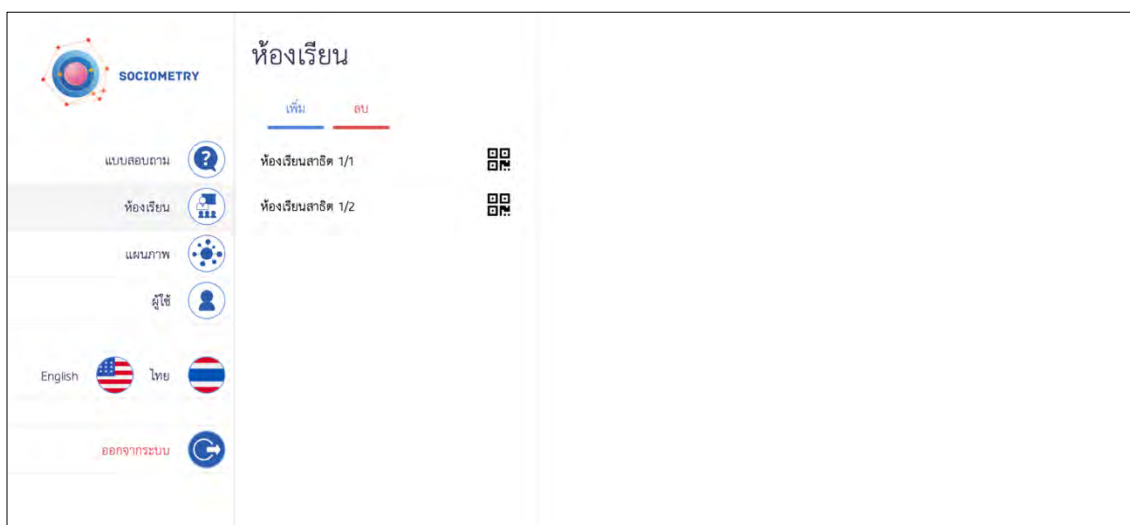 SOCIOMETRY
แบบสอบถาม
ห้องเรียน
แผนภาพ
ผู้ใช้
English ไทย
ออกจากระบบ
ห้องเรียน
เพิ่ม ลบ
ห้องเรียนสาธิต 1/1
ห้องเรียนสาธิต 1/2